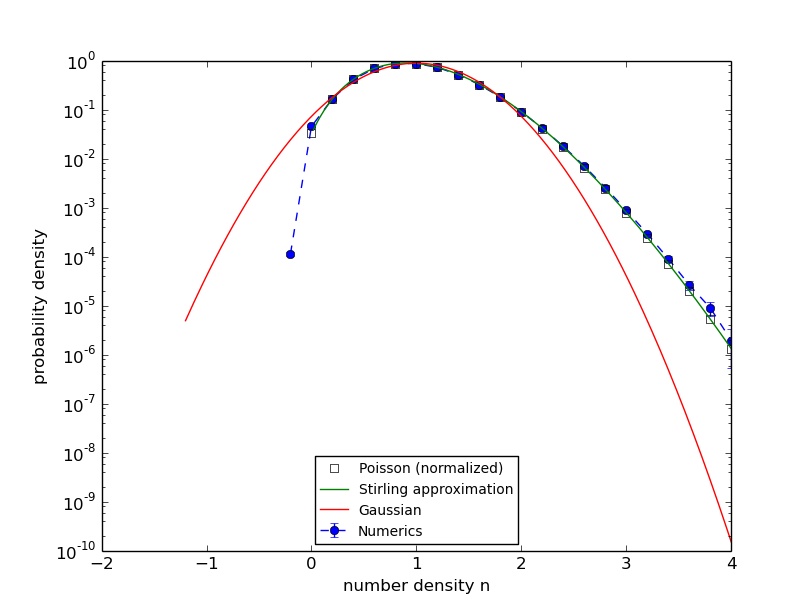 10^0
10^-1
10^-2
10^-3
10^-4
10^-5
10^-6
10^-7
10^-8
10^-9
10^-10
probability density
Poisson (normalized)
Stirling approximation
Gaussian
Numerics
−2 −1 0 1 2 3 4
number density n